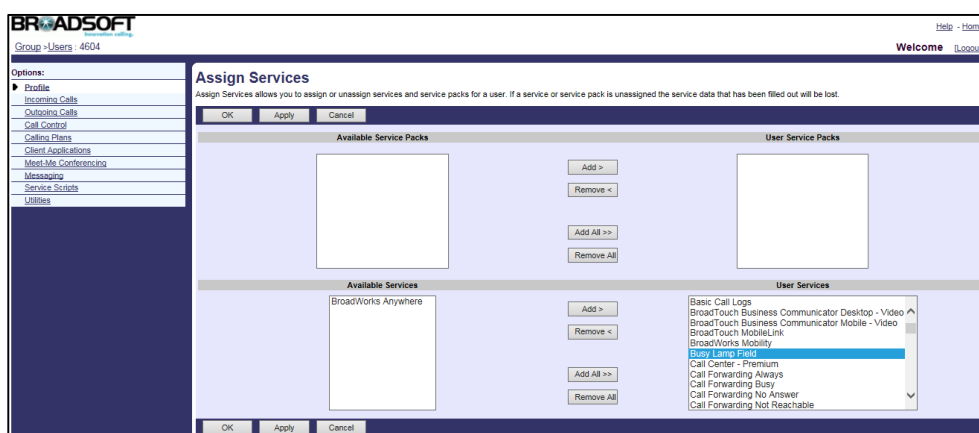 BROADSOFT
innovation calling.
Help - Hom
Group >Users : 4604
Welcome [Logou
Options:
Profile
Incoming Calls
Outgoing Calls
Call Control
Calling Plans
Client Applications
Meet-Me Conferencing
Messaging
Service Scripts
Utilities
Assign Services
Assign Services allows you to assign or unassign services and service packs for a user. If a service or service pack is unassigned the service data that has been filled out will be lost.
OK Apply Cancel
Available Service Packs User Service Packs
Add >
Remove <
Add All >>
Remove All
Available Services User Services
BroadWorks Anywhere
Add >
Remove <
Add All >>
Remove All
Basic Call Logs
BroadTouch Business Communicator Desktop - Video
BroadTouch Business Communicator Mobile - Video
BroadTouch MobileLink
BroadWorks Mobility
Busy Lamp Field
Call Center - Premium
Call Forwarding Always
Call Forwarding Busy
Call Forwarding No Answer
Call Forwarding Not Reachable
OK Apply Cancel